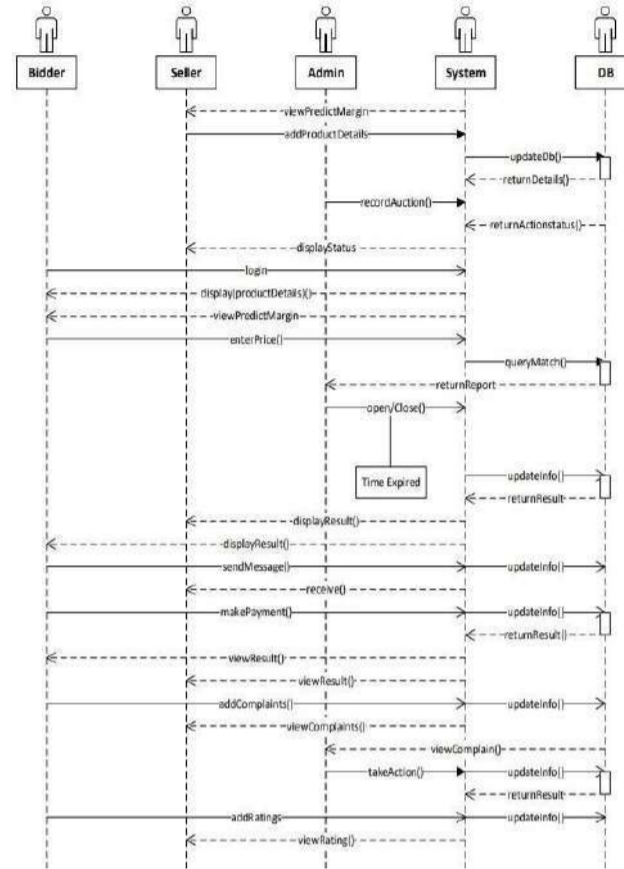 Bidder
Seller
Admin
System
DB
viewPredictMargin
addProductDetails
updateDb()
returnDetails()
recordAuction()
returnActionstatus()
displayStatus
login
display(productDetails)()
viewPredictMargin
enterPrice()
queryMatch()
returnReport
open/Close()
Time Expired
updateInfo()
returnResult
displayResult()
displayResult()
sendMessage()
updateInfo()
receive()
makePayment()
updateInfo()
returnResult()
viewResult()
viewResult()
addComplaints()
updateInfo()
viewComplaints()
viewComplain()
takeAction()
updateInfo()
returnResult
addRatings
updateInfo()
viewRating()